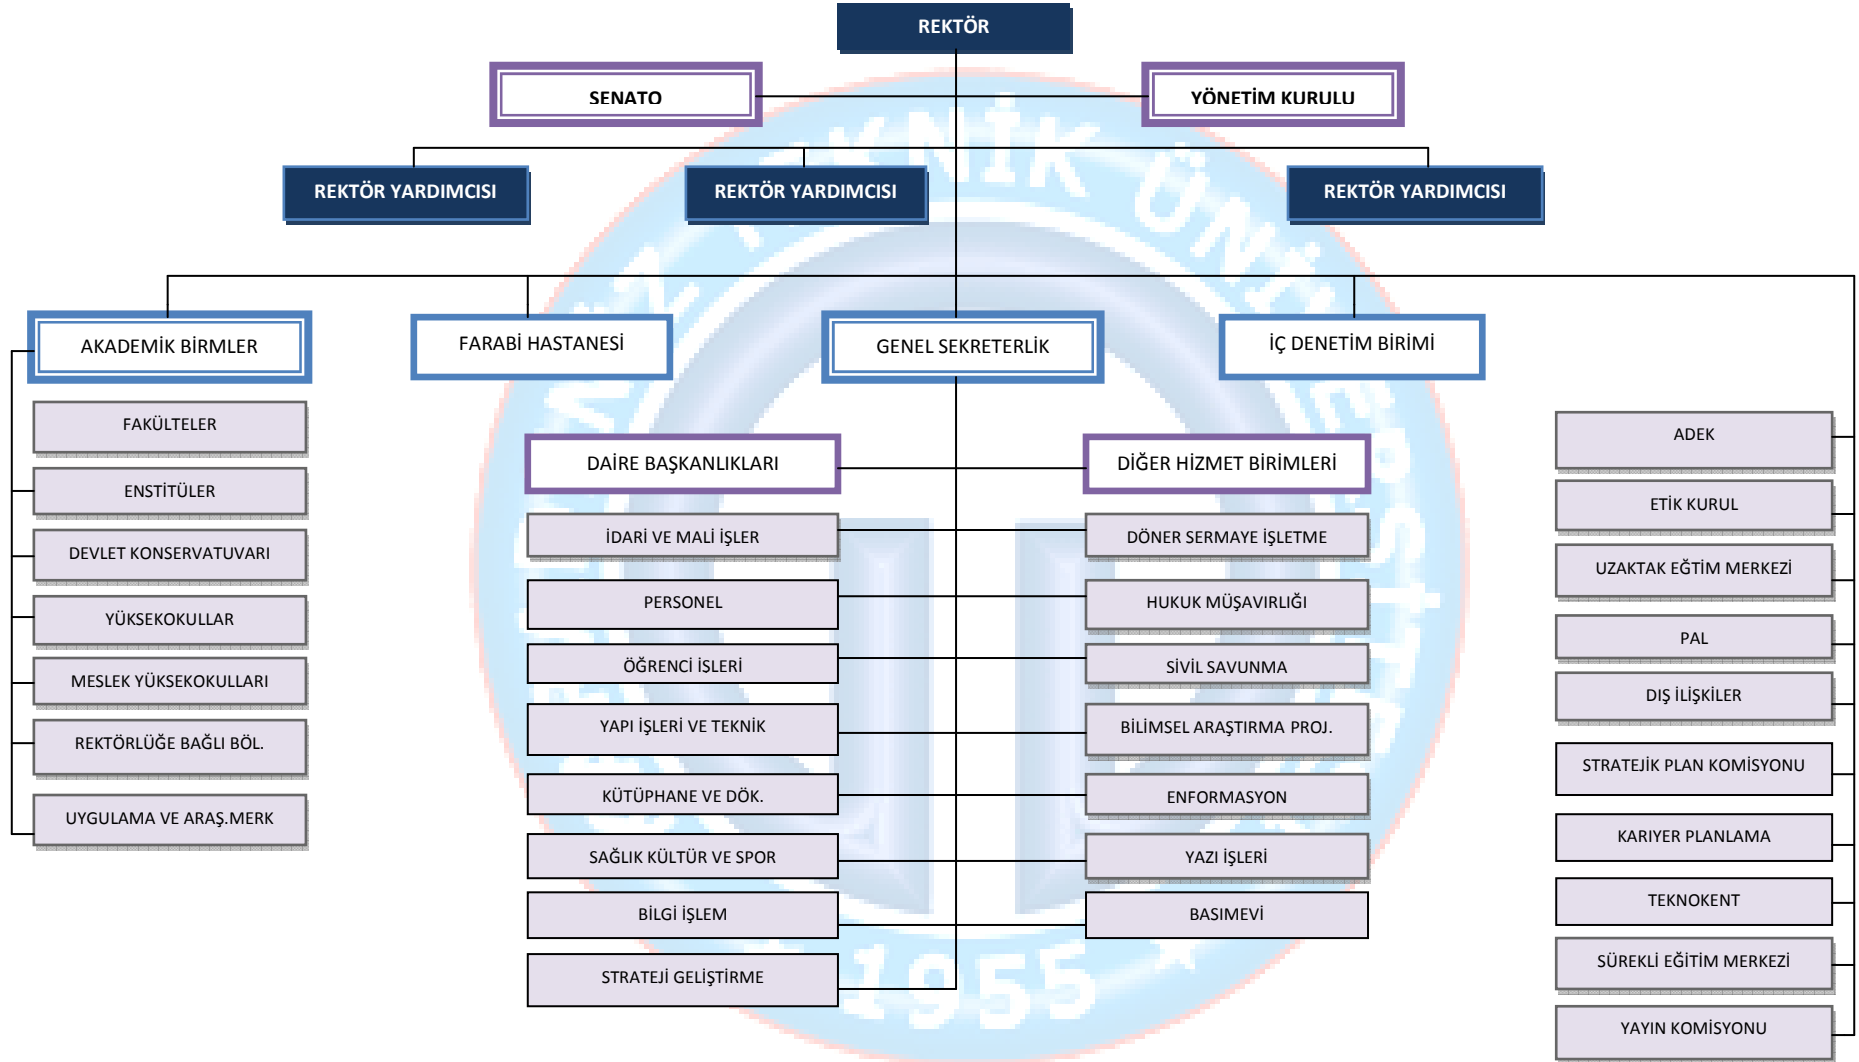 REKTÖR
SENATO
YÖNETİM KURULU
REKTÖR YARDIMCISI
REKTÖR YARDIMCISI
REKTÖR YARDIMCISI
AKADEMİK BİRMLER
FARABİ HASTANESİ
GENEL SEKRETERLİK
İÇ DENETİM BİRİMİ
FAKÜLTELER
ENSTİTÜLER
DEVLET KONSERVATUVARI
YÜKSEKOKULLAR
MESLEK YÜKSEKOKULLARI
REKTÖRLÜĞE BAĞLI BÖL.
UYGULAMA VE ARAŞ.MERK
DAİRE BAŞKANLIKLARI
İDARİ VE MALİ İŞLER
PERSONEL
ÖĞRENCİ İŞLERİ
YAPI İŞLERİ VE TEKNİK
KÜTÜPHANE VE DÖK.
SAĞLIK KÜLTÜR VE SPOR
BİLGİ İŞLEM
STRATEJİ GELİŞTİRME
DİĞER HİZMET BİRİMLERİ
DÖNER SERMAYE İŞLETME
HUKUK MÜŞAVIRLIĞI
SİVİL SAVUNMA
BİLİMSEL ARAŞTIRMA PROJ.
ENFORMASYON
YAZI İŞLERİ
BASIMEVİ
ADEK
ETİK KURUL
UZAKTAK EĞTİM MERKEZİ
PAL
DIŞ İLİŞKİLER
STRATEJİK PLAN KOMİSYONU
KARIYER PLANLAMA
TEKNOKENT
SÜREKLİ EĞİTİM MERKEZİ
YAYIN KOMİSYONU
1955